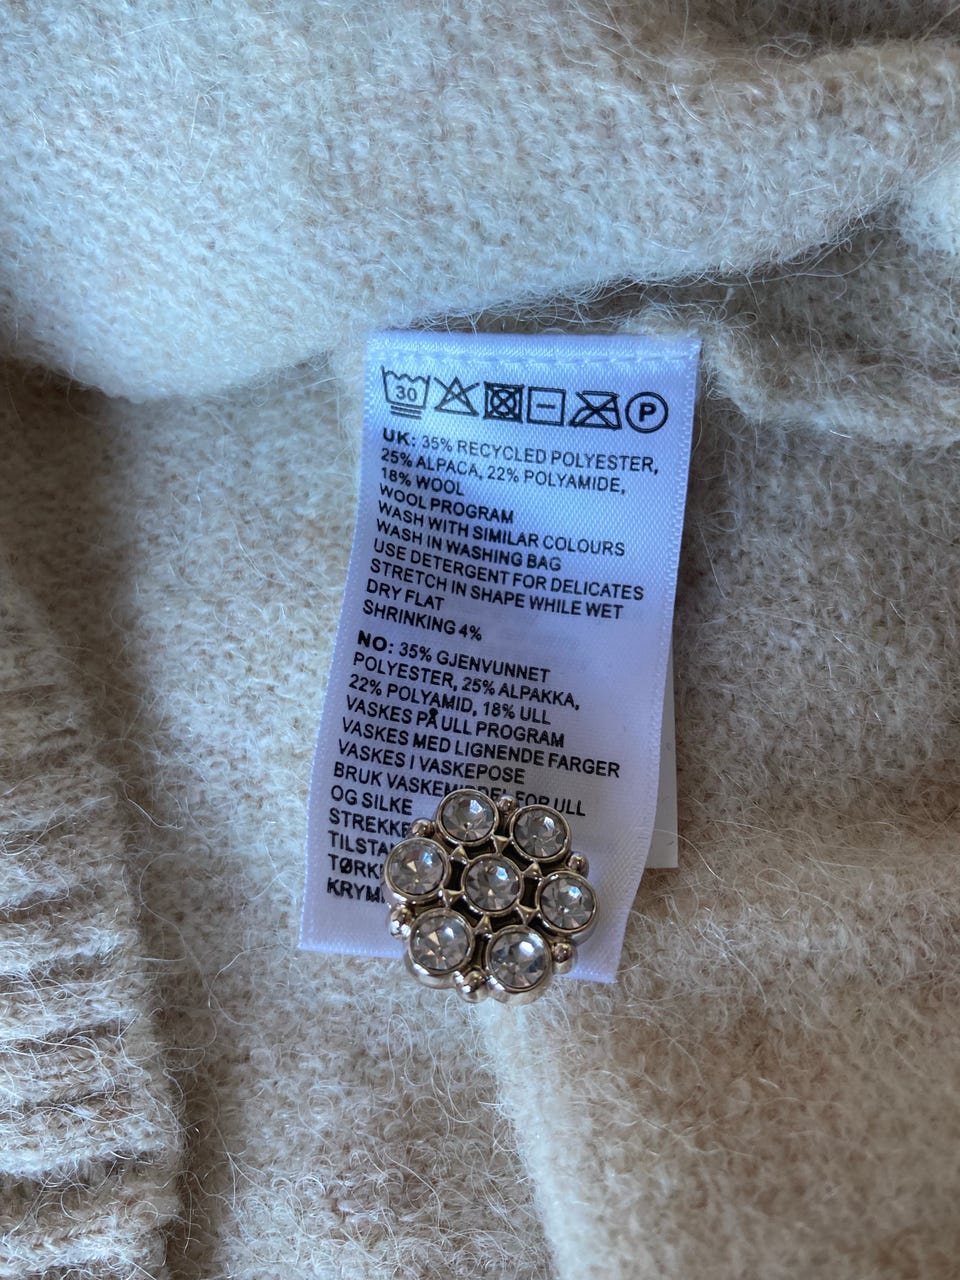 30 P
UK: 35% RECYCLED POLYESTER,
25% ALPACA, 22% POLYAMIDE,
18% WOOL
WOOL PROGRAM
WASH WITH SIMILAR COLOURS
WASH IN WASHING BAG
USE DETERGENT FOR DELICATES
STRETCH IN SHAPE WHILE WET
DRY FLAT
SHRINKING 4%
NO: 35% GJENVUNNET
POLYESTER, 25% ALPAKKA,
22% POLYAMID, 18% ULL
VASKES PÅ ULL PROGRAM
VASKES MED LIGNENDE FARGER
VASKES I VASKEPOSE
BRUK VASKEMIDDEL FOR ULL
OG SILKE